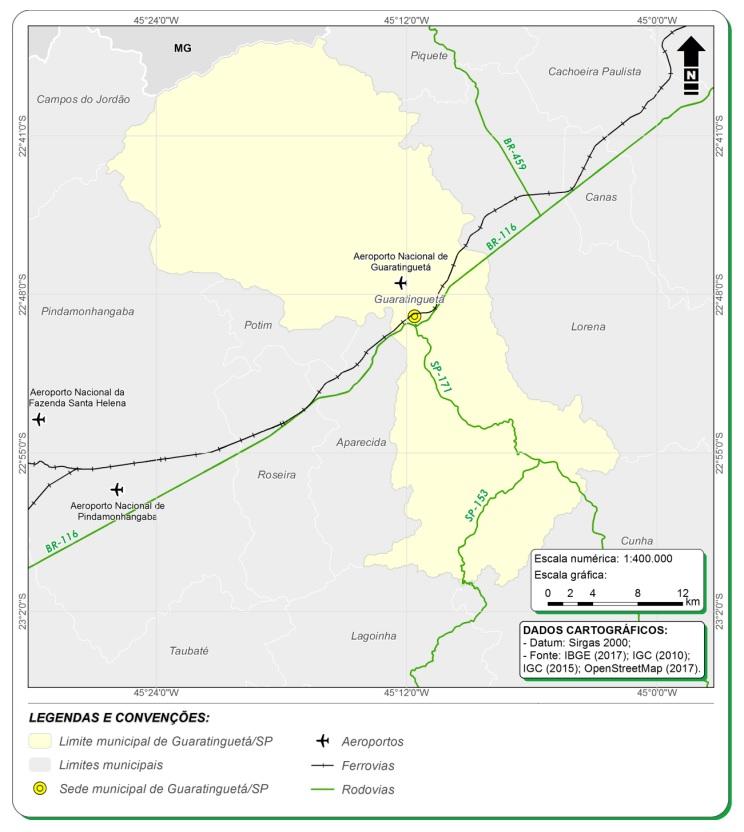 45°24'0"W 45°12'0"W 45°0'0"W
MG
Piquete
Cachoeira Paulista
N
Campos do Jordão
22°41'0"S 22°41'0"S
BR-459
Canas
BR-116
Aeroporto Nacional de
Guaratinguetá
22°48'0"S 22°48'0"S
Guaratinguetá
Pindamonhangaba
Potim
Lorena
SP-171
Aeroporto Nacional da
Fazenda Santa Helena
Aparecida
22°55'0"S 22°55'0"S
Roseira
Aeroporto Nacional de
Pindamonhangaba
SP-153
BR-116
Cunha
Escala numérica: 1:400.000
Escala gráfica:
0 2 4 8 12
km
23°2'0"S 23°2'0"S
Lagoinha
Taubaté
DADOS CARTOGRÁFICOS:
- Datum: Sirgas 2000;
- Fonte: IBGE (2017); IGC (2010);
IGC (2015); OpenStreetMap (2017).
45°24'0"W 45°12'0"W 45°0'0"W
LEGENDAS E CONVENÇÕES:
Limite municipal de Guaratinguetá/SP Aeroportos
Limites municipais Ferrovias
Sede municipal de Guaratinguetá/SP Rodovias